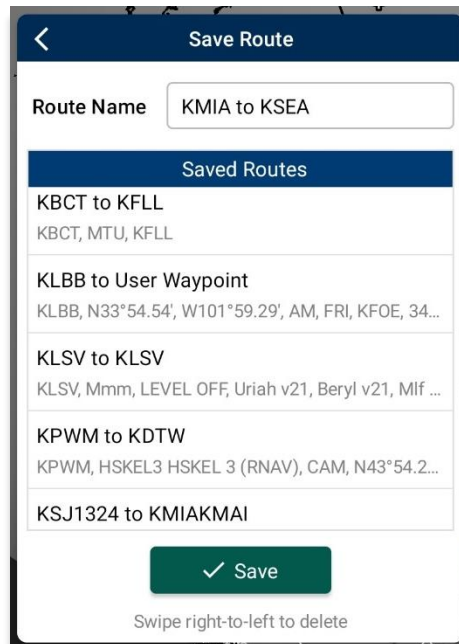 Save Route
Route Name KMIA to KSEA
Saved Routes
KBCT to KFLL
KBCT, MTU, KFLL
KLBB to User Waypoint
KLBB, N33°54.54', W101°59.29', AM, FRI, KFOE, 34...
KLSV to KLSV
KLSV, Mmm, LEVEL OFF, Uriah v21, Beryl v21, Mlf ...
KPWM to KDTW
KPWM, HSKEL3 HSKEL 3 (RNAV), CAM, N43°54.2...
KSJ1324 to KMIAKMAI
Save
Swipe right-to-left to delete